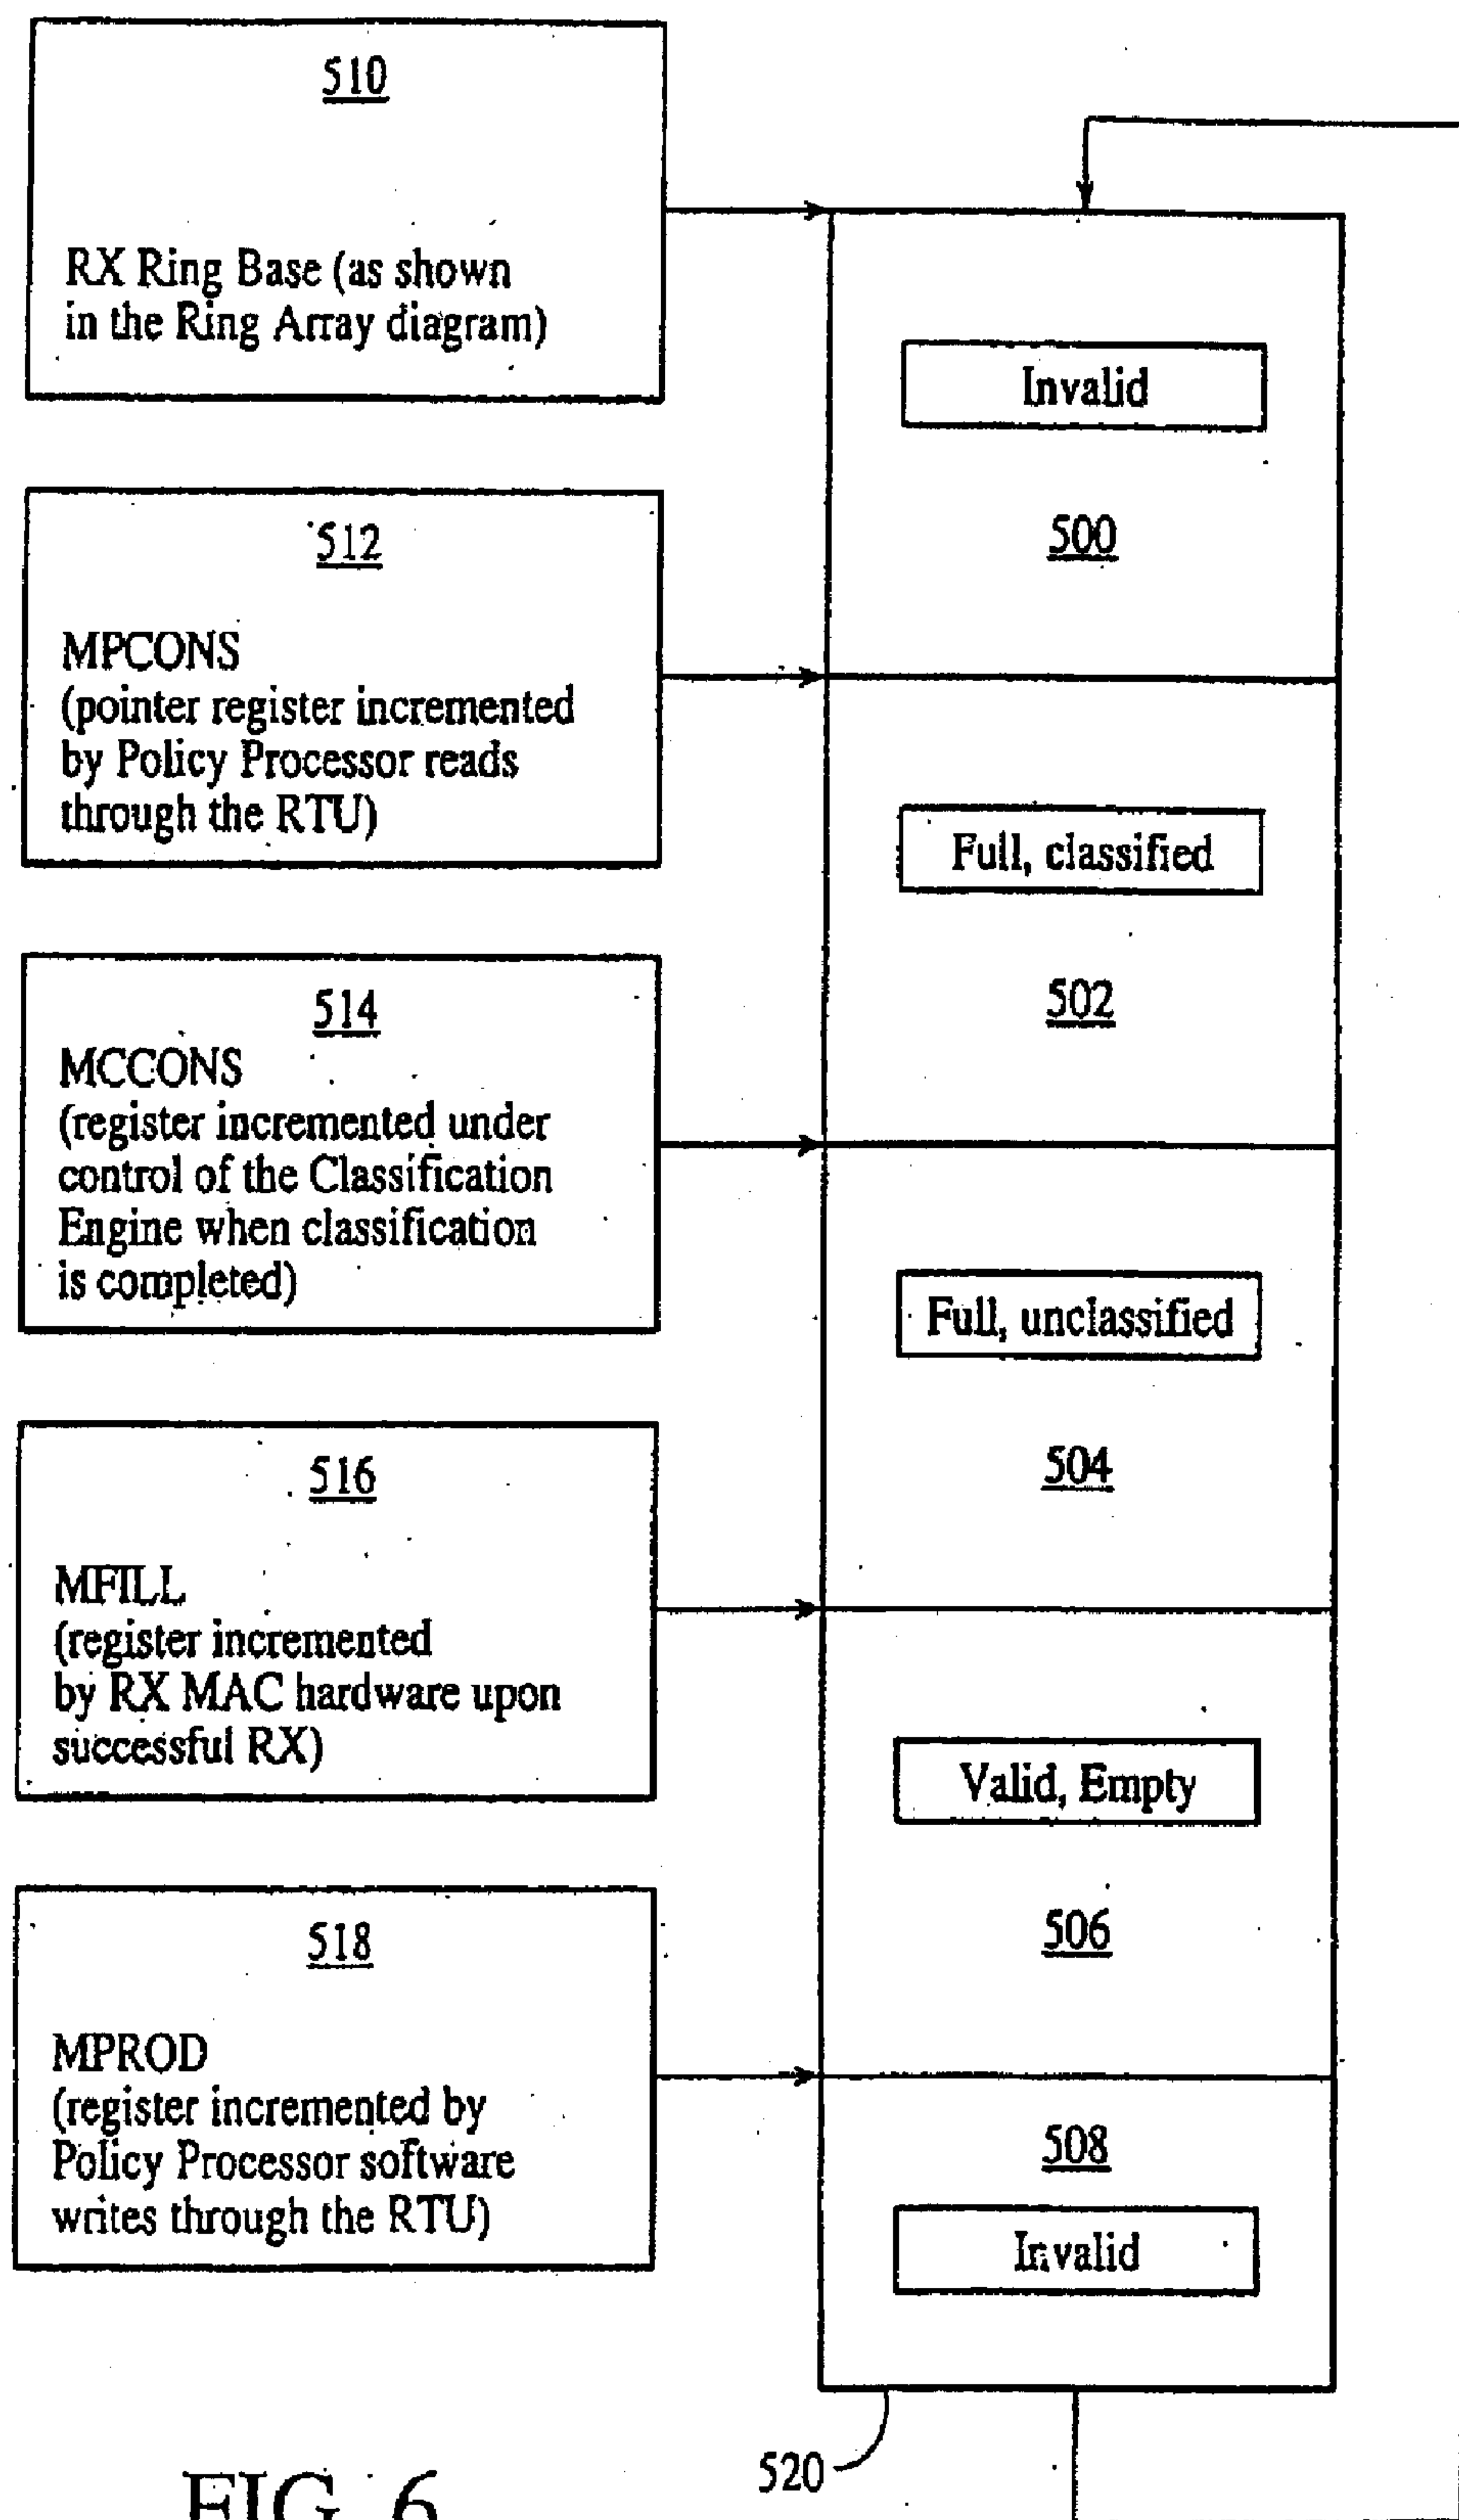 510
RX Ring Base (as shown
in the Ring Array diagram)
Invalid
500
512
MPCONS
(pointer register incremented
by Policy Processor reads
through the RTU)
Full, classified
502
514
MCCONS
(register incremented under
control of the Classification
Engine when classification
is completed)
Full, unclassified
504
516
MFILL
(register incremented
by RX MAC hardware upon
successful RX)
Valid, Empty
506
518
MPROD
(register incremented by
Policy Processor software
writes through the RTU)
508
Invalid
520
FIG. 6